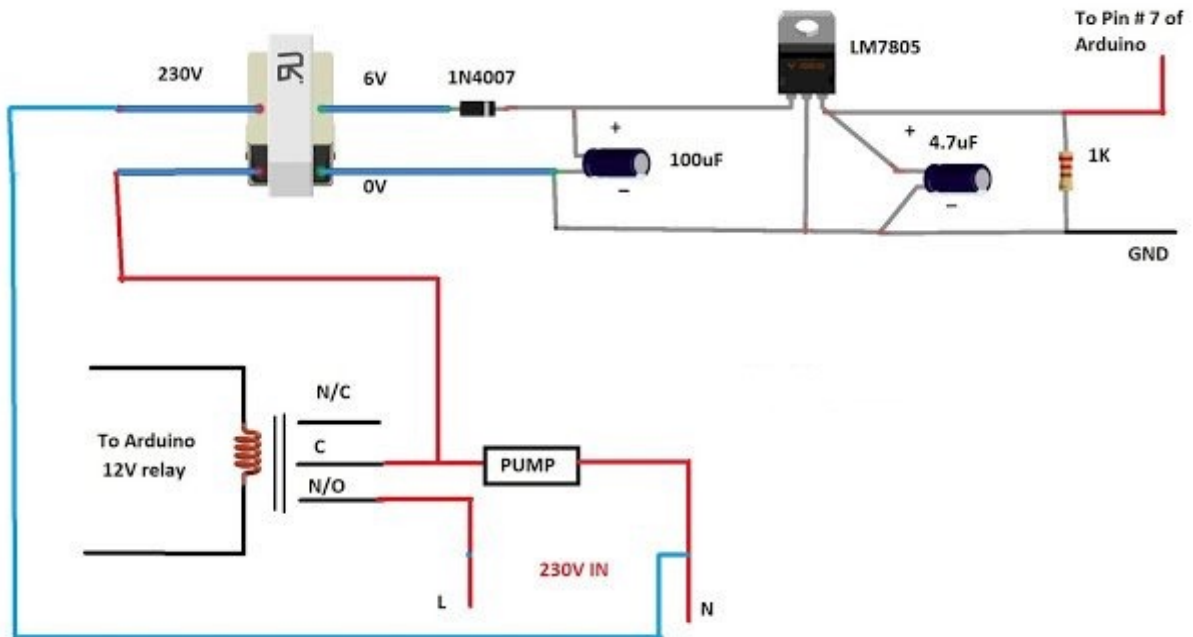 To Pin # 7 of
Arduino
LM7805
230V
6V
1N4007
+
100uF
−
+
4.7uF
−
1K
0V
GND
N/C
To Arduino
12V relay
C
PUMP
N/O
230V IN
L
N